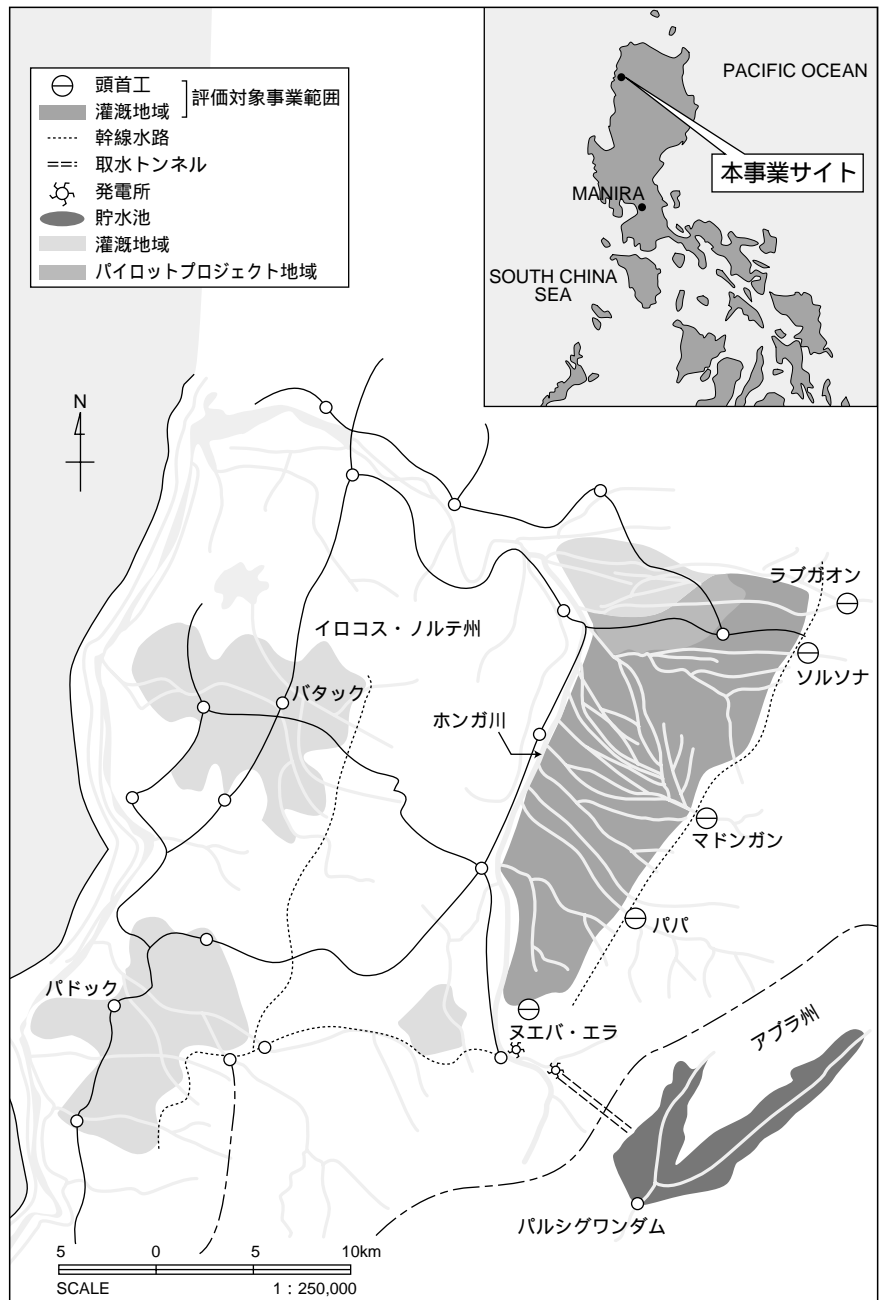 頭首工
灌漑地域
評価対象事業範囲
幹線水路
取水トンネル
発電所
貯水池
灌漑地域
パイロットプロジェクト地域
PACIFIC OCEAN
本事業サイト
MANIRA
SOUTH CHINA
SEA
N
ラブガオン
イロコス・ノルテ州
ソルソナ
バタック
ホンガ川
マドンガン
パパ
パドック
ヌエバ・エラ
アブラ州
パルシグワンダム
5 0 5 10km
SCALE 1：250,000